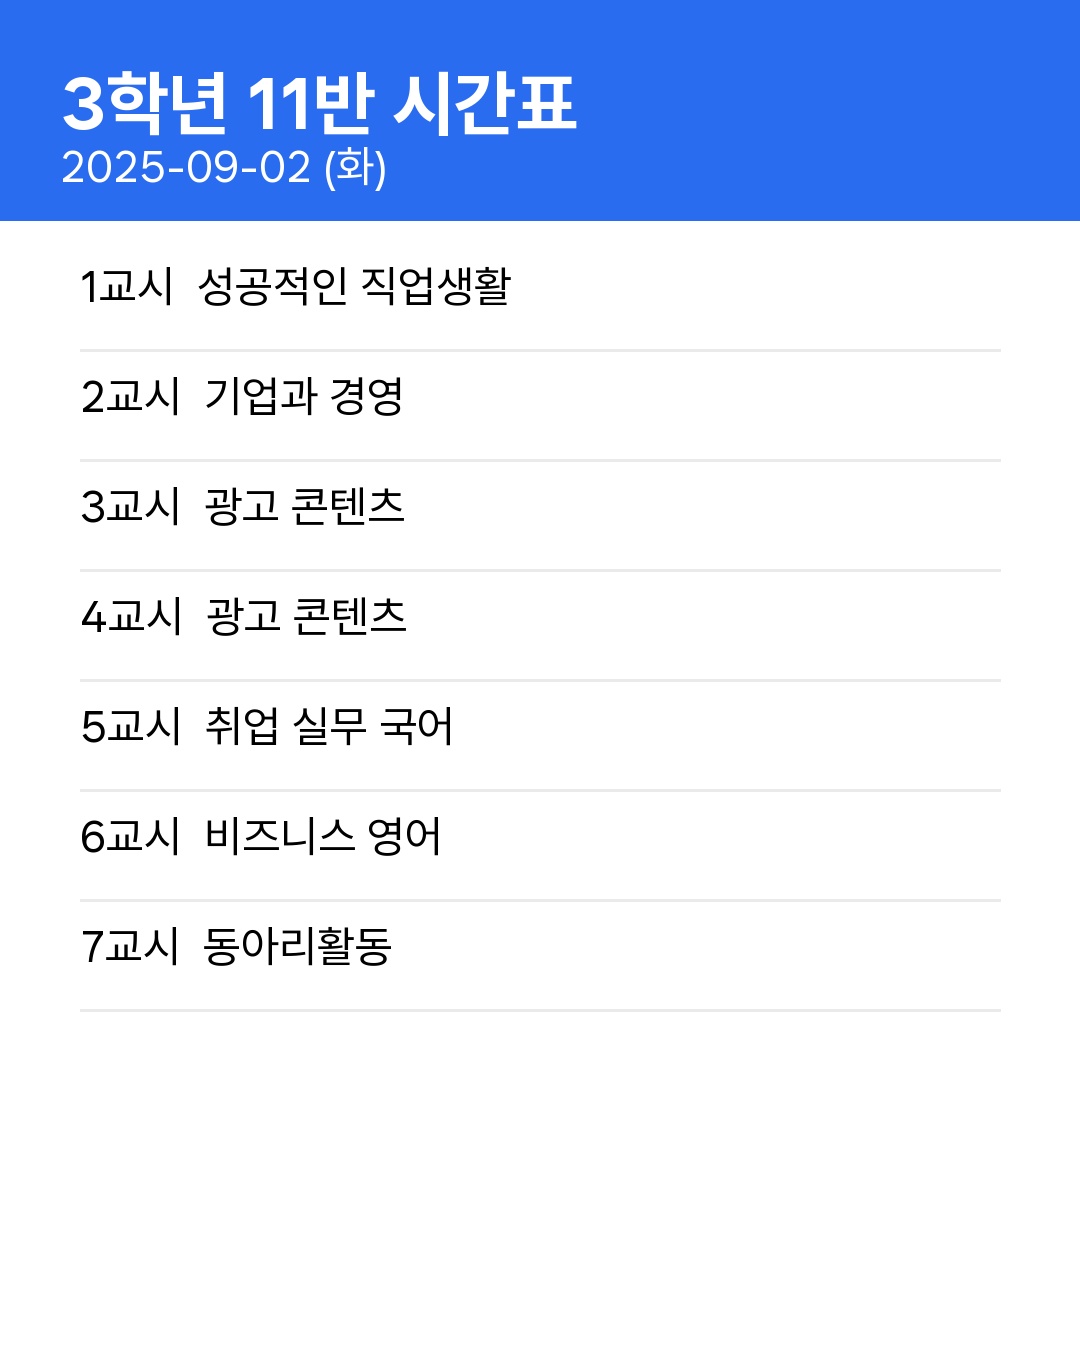 3학년 11반 시간표
2025-09-02 (화)
1교시 성공적인 직업생활
2교시 기업과 경영
3교시 광고 콘텐츠
4교시 광고 콘텐츠
5교시 취업 실무 국어
6교시 비즈니스 영어
7교시 동아리활동